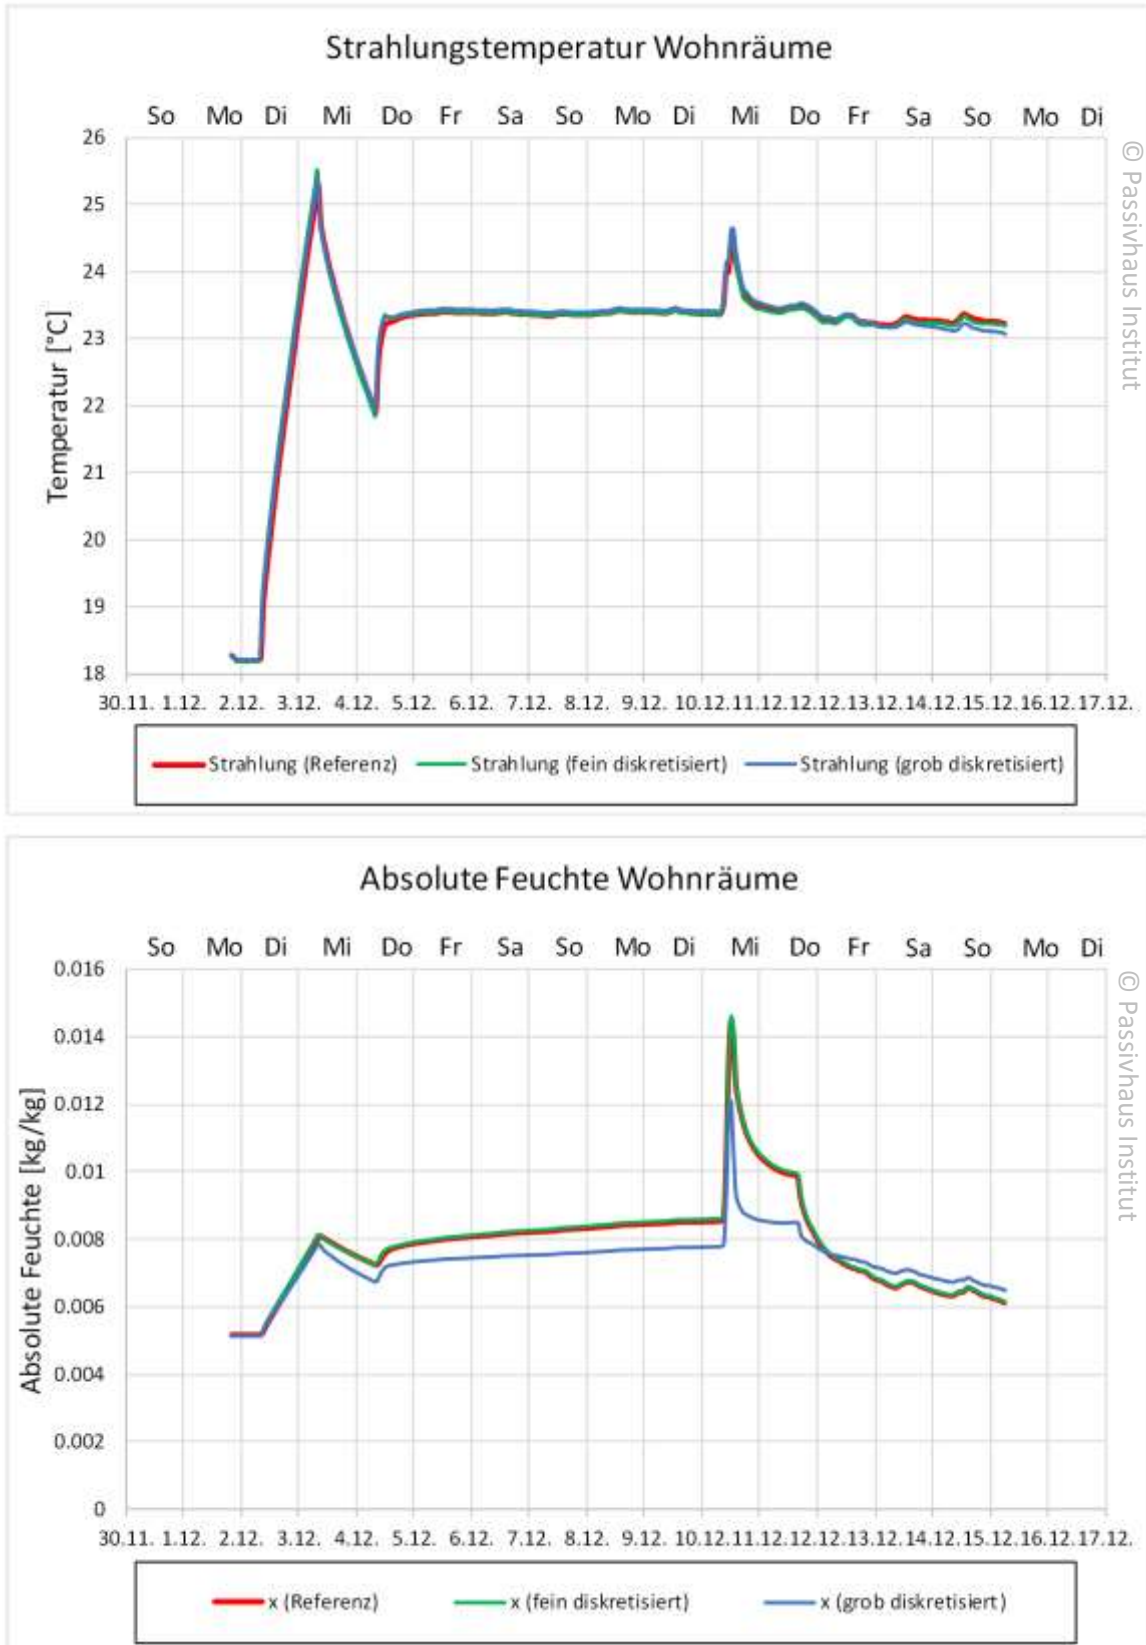 Strahlungstemperatur Wohnräume
So Mo Di Mi Do Fr Sa So Mo Di Mi Do Fr Sa So Mo Di
26
25
24
23
22
21
20
19
18
Temperatur [°C]
30.11. 1.12. 2.12. 3.12. 4.12. 5.12. 6.12. 7.12. 8.12. 9.12. 10.12.11.12.12.12.13.12.14.12.15.12.16.12.17.12.
Strahlung (Referenz) Strahlung (fein diskretisiert) Strahlung (grob diskretisiert)
© Passivhaus Institut
Absolute Feuchte Wohnräume
So Mo Di Mi Do Fr Sa So Mo Di Mi Do Fr Sa So Mo Di
0.016
0.014
0.012
0.01
0.008
0.006
0.004
0.002
0
Absolute Feuchte [kg/kg]
30.11. 1.12. 2.12. 3.12. 4.12. 5.12. 6.12. 7.12. 8.12. 9.12. 10.12.11.12.12.12.13.12.14.12.15.12.16.12.17.12.
x (Referenz) x (fein diskretisiert) x (grob diskretisiert)
© Passivhaus Institut